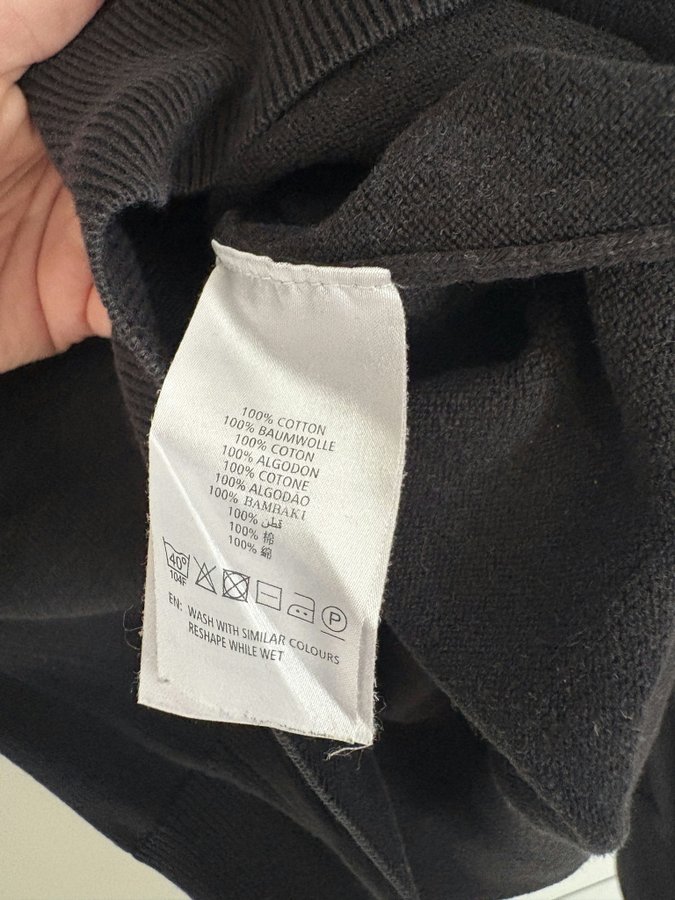 100% COTTON
100% BAUMWOLLE
100% COTON
100% ALGODON
100% COTONE
100% ALGODAO
100% BAMBAKI
100% قطن
100% 棉
100% 綿
40°
104F
P
EN: WASH WITH SIMILAR COLOURS
RESHAPE WHILE WET